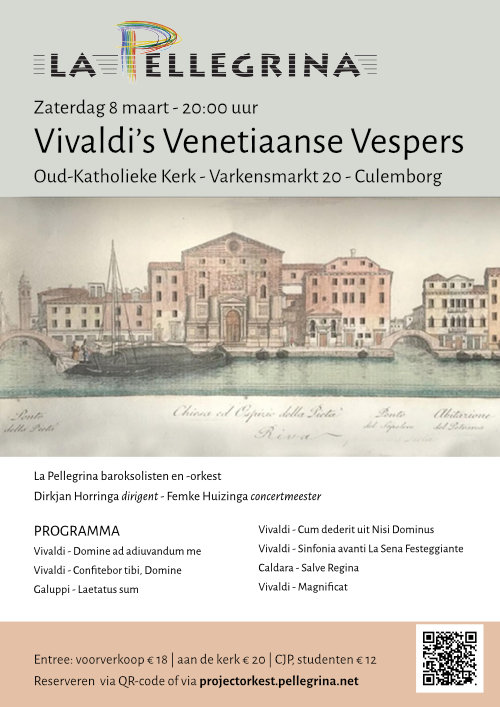 LA PELLEGRINA
Zaterdag 8 maart - 20:00 uur
Vivaldi's Venetiaanse Vespers
Oud-Katholieke Kerk - Varkensmarkt 20 - Culemborg
Ponto
della Pietà
Chiesa ed Ospizio della Pietà
Riva
Ponto
del Sepolcro
Abitazione
del Petrarca
La Pellegrina baroksolisten en -orkest
Dirkjan Horringa dirigent - Femke Huizinga concertmeester
PROGRAMMA
Vivaldi - Domine ad adiuvandum me
Vivaldi - Confitebor tibi, Domine
Galuppi - Laetatus sum
Vivaldi - Cum dederit uit Nisi Dominus
Vivaldi - Sinfonia avanti La Sena Festeggiante
Caldara - Salve Regina
Vivaldi - Magnificat
Entree: voorverkoop € 18 | aan de kerk € 20 | CJP, studenten € 12
Reserveren via QR-code of via projectorkest.pellegrina.net